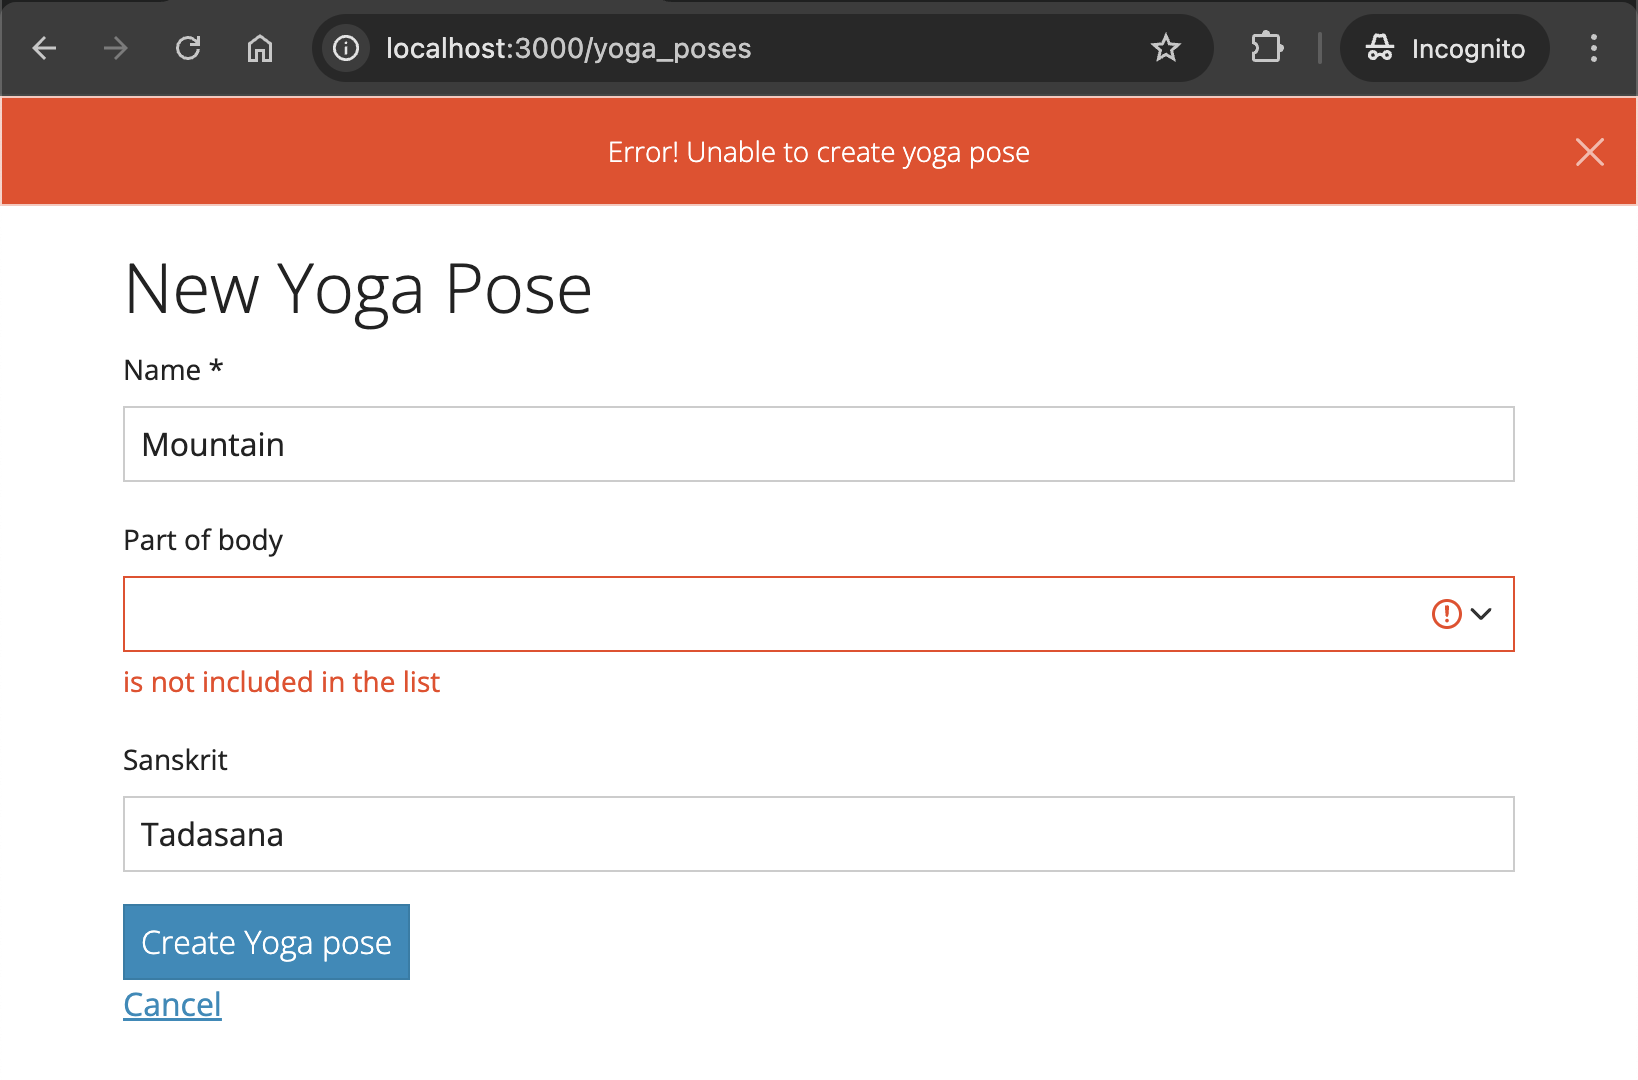 localhost:3000/yoga_poses
Incognito
Error! Unable to create yoga pose
New Yoga Pose
Name *
Mountain
Part of body
is not included in the list
Sanskrit
Tadasana
Create Yoga pose
Cancel